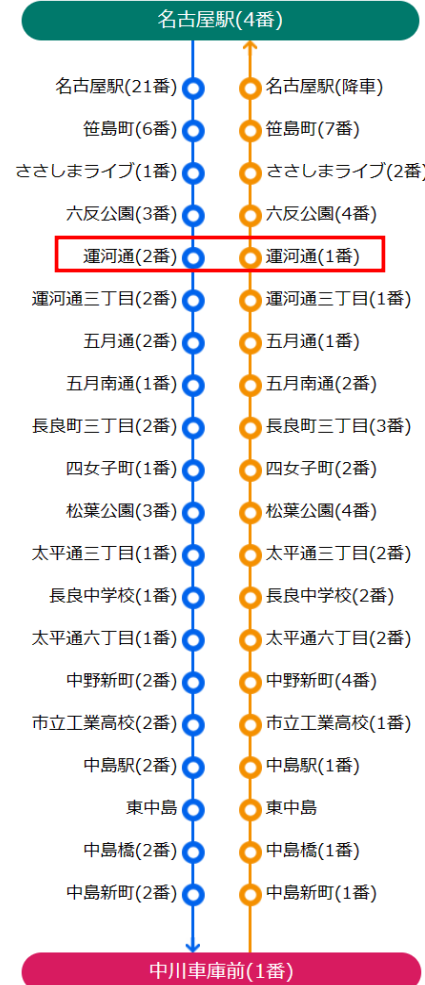 名古屋駅(4番)
名古屋駅(21番) 名古屋駅(降車)
笹島町(6番) 笹島町(7番)
ささしまライブ(1番) ささしまライブ(2番)
六反公園(3番) 六反公園(4番)
運河通(2番) 運河通(1番)
運河通三丁目(2番) 運河通三丁目(1番)
五月通(2番) 五月通(1番)
五月南通(1番) 五月南通(2番)
長良町三丁目(2番) 長良町三丁目(3番)
四女子町(1番) 四女子町(2番)
松葉公園(3番) 松葉公園(4番)
太平通三丁目(1番) 太平通三丁目(2番)
長良中学校(1番) 長良中学校(2番)
太平通六丁目(1番) 太平通六丁目(2番)
中野新町(2番) 中野新町(4番)
市立工業高校(2番) 市立工業高校(1番)
中島駅(2番) 中島駅(1番)
東中島 東中島
中島橋(2番) 中島橋(1番)
中島新町(2番) 中島新町(1番)
中川車庫前(1番)